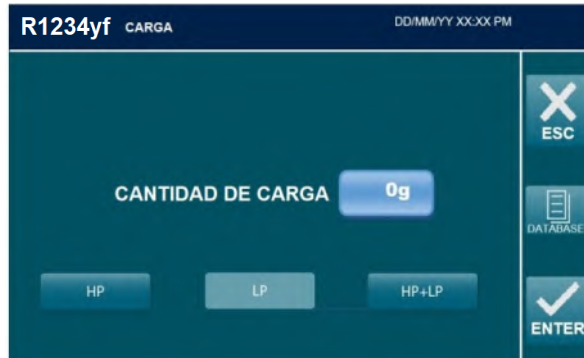 R1234yf CARGA DD/MM/YY XX:XX PM
ESC
CANTIDAD DE CARGA 0g
DATABASE
HP LP HP+LP
ENTER